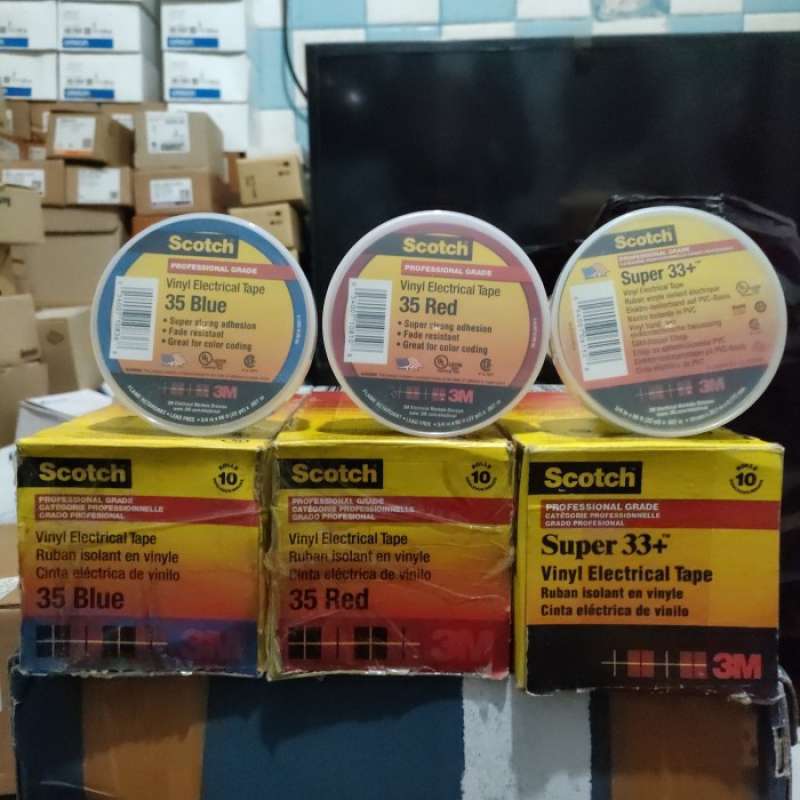 Scotch
PROFESSIONAL GRADE
Vinyl Electrical Tape
35 Blue
• Super strong adhesion
• Fade resistant
• Great for color coding
3M
Scotch
PROFESSIONAL GRADE
Vinyl Electrical Tape
35 Red
• Super strong adhesion
• Fade resistant
• Great for color coding
3M
Scotch
PROFESSIONAL GRADE
Super 33+™
Vinyl Electrical Tape
3M
Scotch
ROLLS
10
PROFESSIONAL GRADE
CATÉGORIE PROFESSIONNELLE
GRADO PROFESIONAL
Vinyl Electrical Tape
Ruban isolant en vinyle
Cinta eléctrica de vinilo
35 Blue
3M
Scotch
ROLLS
10
PROFESSIONAL GRADE
CATÉGORIE PROFESSIONNELLE
GRADO PROFESIONAL
Vinyl Electrical Tape
Ruban isolant en vinyle
Cinta eléctrica de vinilo
35 Red
3M
Scotch
ROLLS
10
PROFESSIONAL GRADE
CATÉGORIE PROFESSIONNELLE
GRADO PROFESIONAL
Super 33+™
Vinyl Electrical Tape
Ruban isolant en vinyle
Cinta eléctrica de vinilo
3M